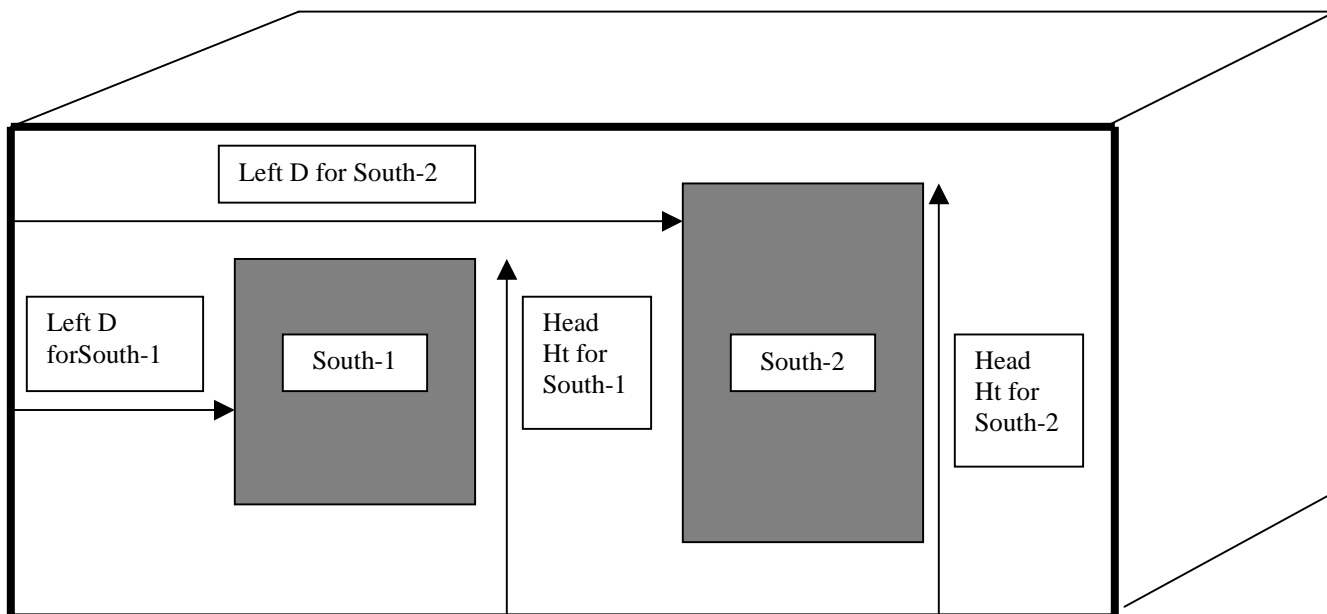 Left D for South-2
Left D
forSouth-1
South-1
Head
Ht for
South-1
South-2
Head
Ht for
South-2